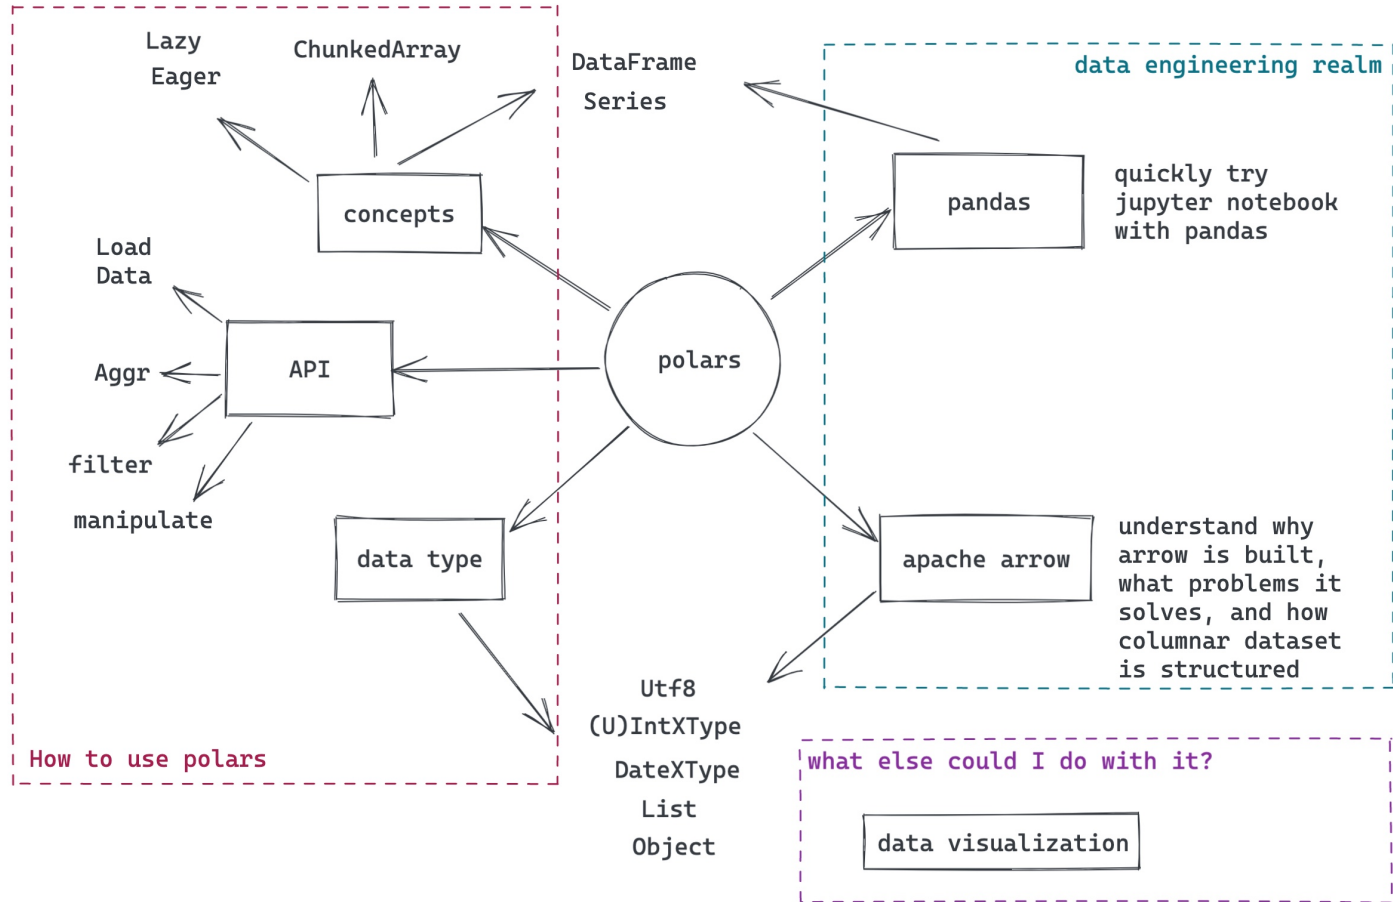 Lazy
Eager
ChunkedArray
DataFrame
Series
data engineering realm
concepts
pandas
quickly try
jupyter notebook
with pandas
Load
Data
API
Aggr
filter
manipulate
polars
data type
apache arrow
understand why
arrow is built,
what problems it
solves, and how
columnar dataset
is structured
Utf8
(U)IntXType
DateXType
List
Object
How to use polars
what else could I do with it?
data visualization